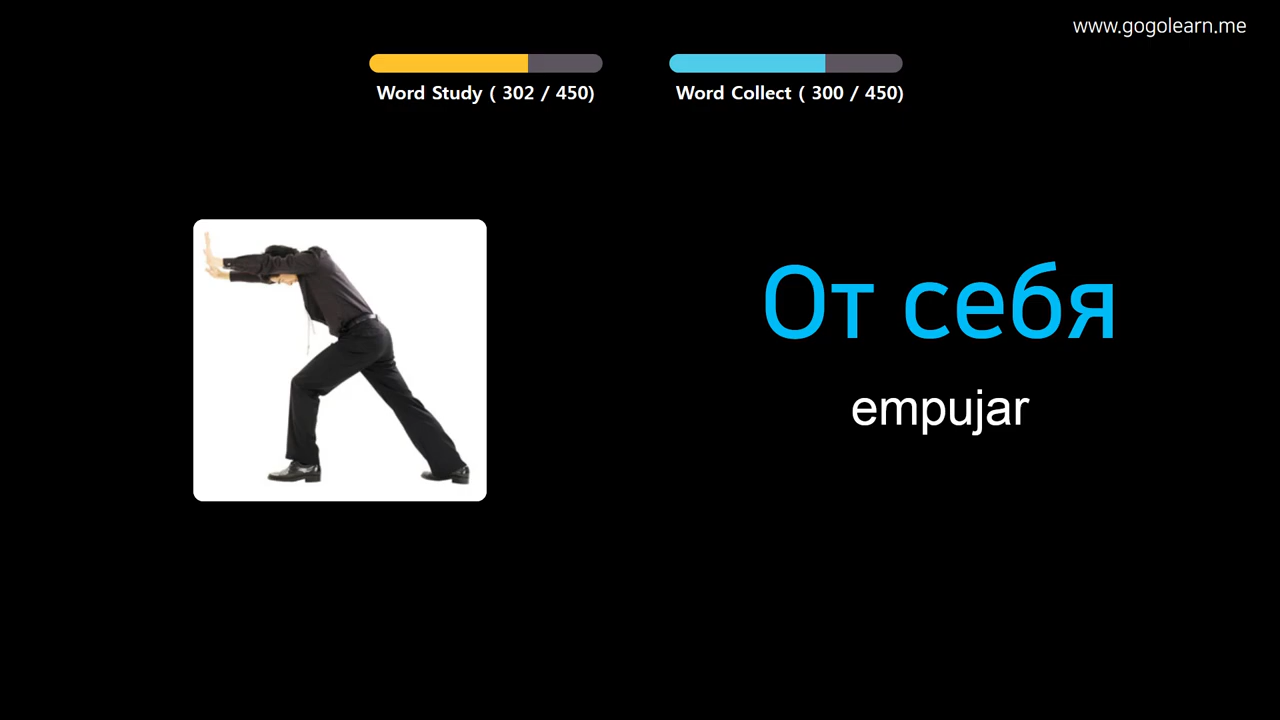 www.gogolearn.me
Word Study ( 302 / 450)
Word Collect ( 300 / 450)
От себя
empujar